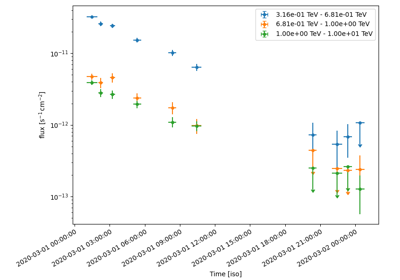 3.16e-01 TeV - 6.81e-01 TeV
6.81e-01 TeV - 1.00e+00 TeV
1.00e+00 TeV - 1.00e+01 TeV
10⁻¹¹
10⁻¹²
10⁻¹³
flux [s⁻¹ cm⁻²]
2020-03-01 00:00:00
2020-03-01 03:00:00
2020-03-01 06:00:00
2020-03-01 09:00:00
2020-03-01 12:00:00
2020-03-01 15:00:00
2020-03-01 18:00:00
2020-03-01 21:00:00
2020-03-02 00:00:00
Time [iso]